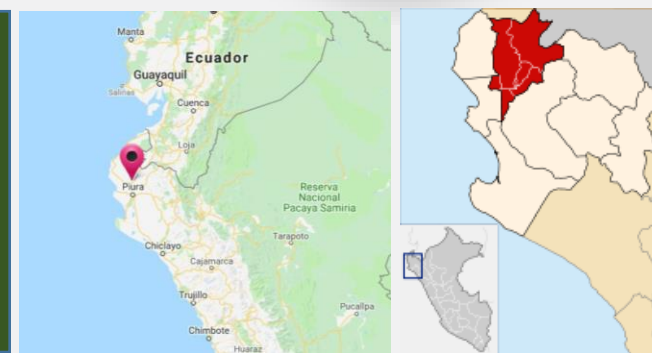 Manta
Ecuador
Guayaquil
Salinas
Cuenca
Loja
Piura
Reserva
Nacional
Pacaya Samiria
Tarapoto
Chiclayo
Cajamarca
Trujillo
Pucallpa
Chimbote
Huaraz